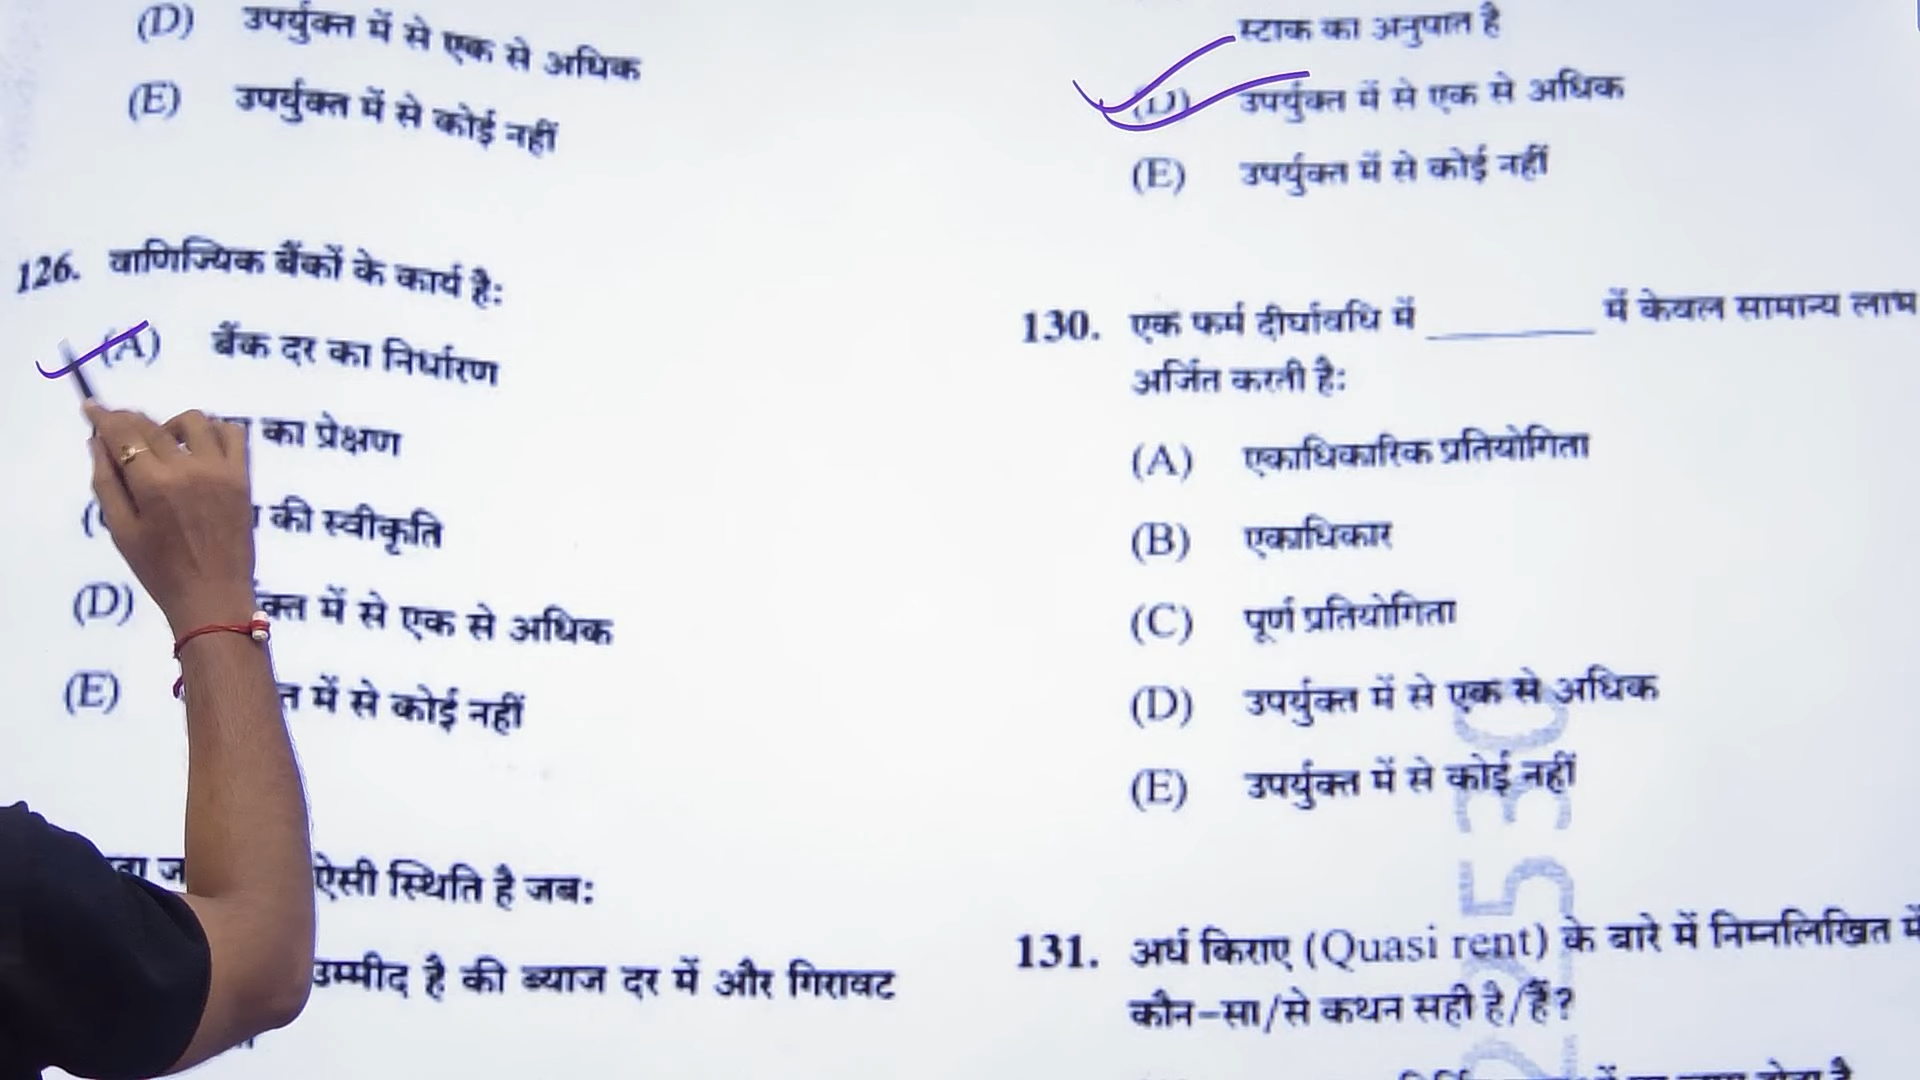 (D) उपर्युक्त में से एक से अधिक
(E) उपर्युक्त में से कोई नहीं
126. वाणिज्यिक बैंकों के कार्य है:
(A) बैंक दर का निर्धारण
का प्रेक्षण
की स्वीकृति
(D) में से एक से अधिक
(E) में से कोई नहीं
ऐसी स्थिति है जब:
उम्मीद है की ब्याज दर में और गिरावट
स्टाक का अनुपात है
(D) उपर्युक्त में से एक से अधिक
(E) उपर्युक्त में से कोई नहीं
130. एक फर्म दीर्घावधि में ________ में केवल सामान्य लाभ
अर्जित करती है:
(A) एकाधिकारिक प्रतियोगिता
(B) एकाधिकार
(C) पूर्ण प्रतियोगिता
(D) उपर्युक्त में से एक से अधिक
(E) उपर्युक्त में से कोई नहीं
131. अर्ध किराए (Quasi rent) के बारे में निम्नलिखित में
कौन-सा/से कथन सही है/हैं?